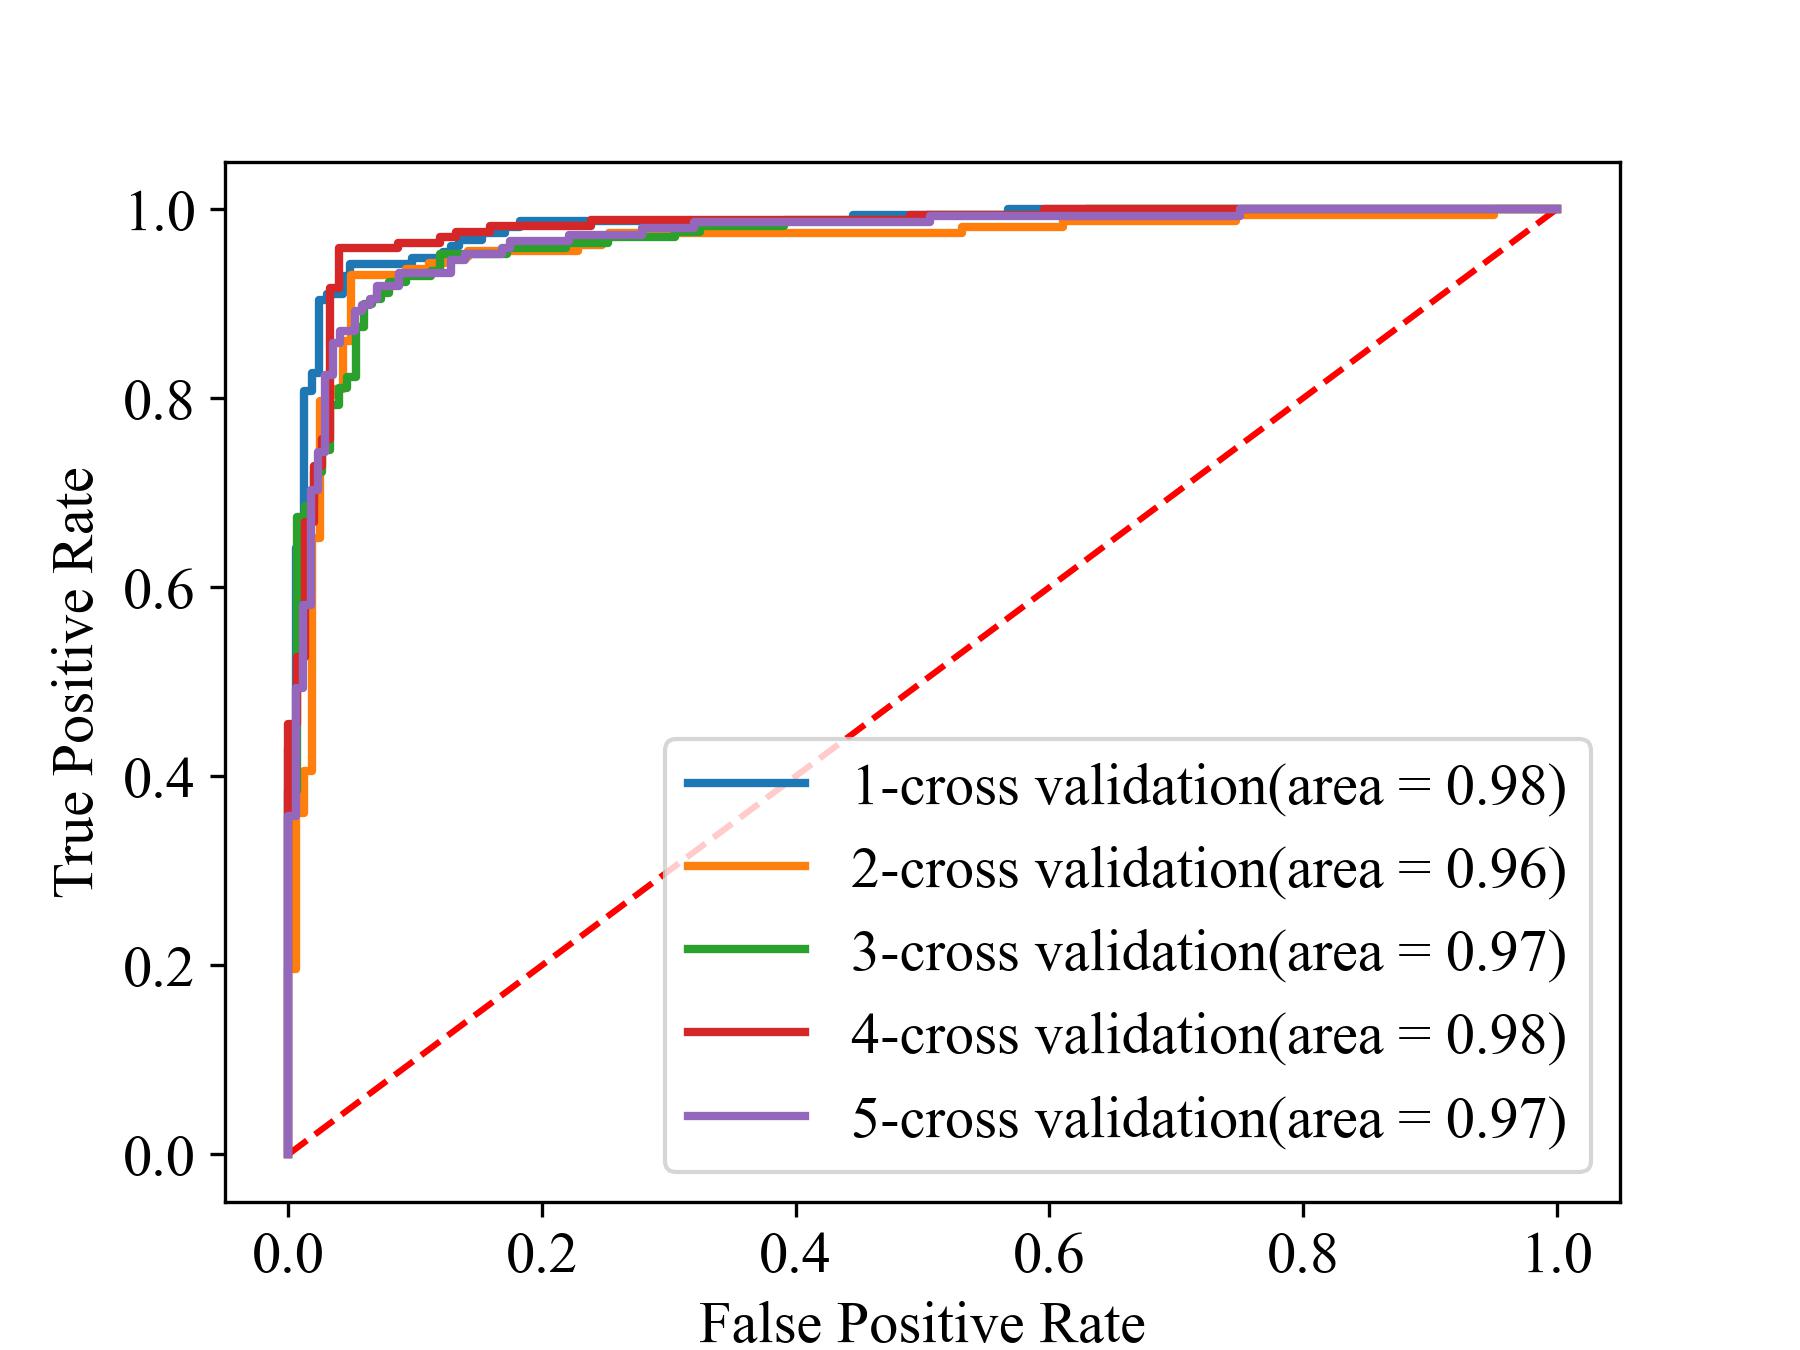 1.0
0.8
0.6
0.4
0.2
0.0
True Positive Rate
1-cross validation(area = 0.98)
2-cross validation(area = 0.96)
3-cross validation(area = 0.97)
4-cross validation(area = 0.98)
5-cross validation(area = 0.97)
0.0 0.2 0.4 0.6 0.8 1.0
False Positive Rate